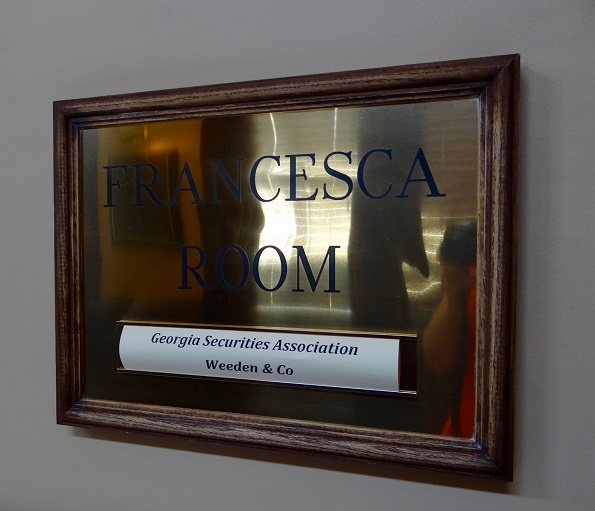 FRANCESCA
ROOM
Georgia Securities Association
Weeden & Co